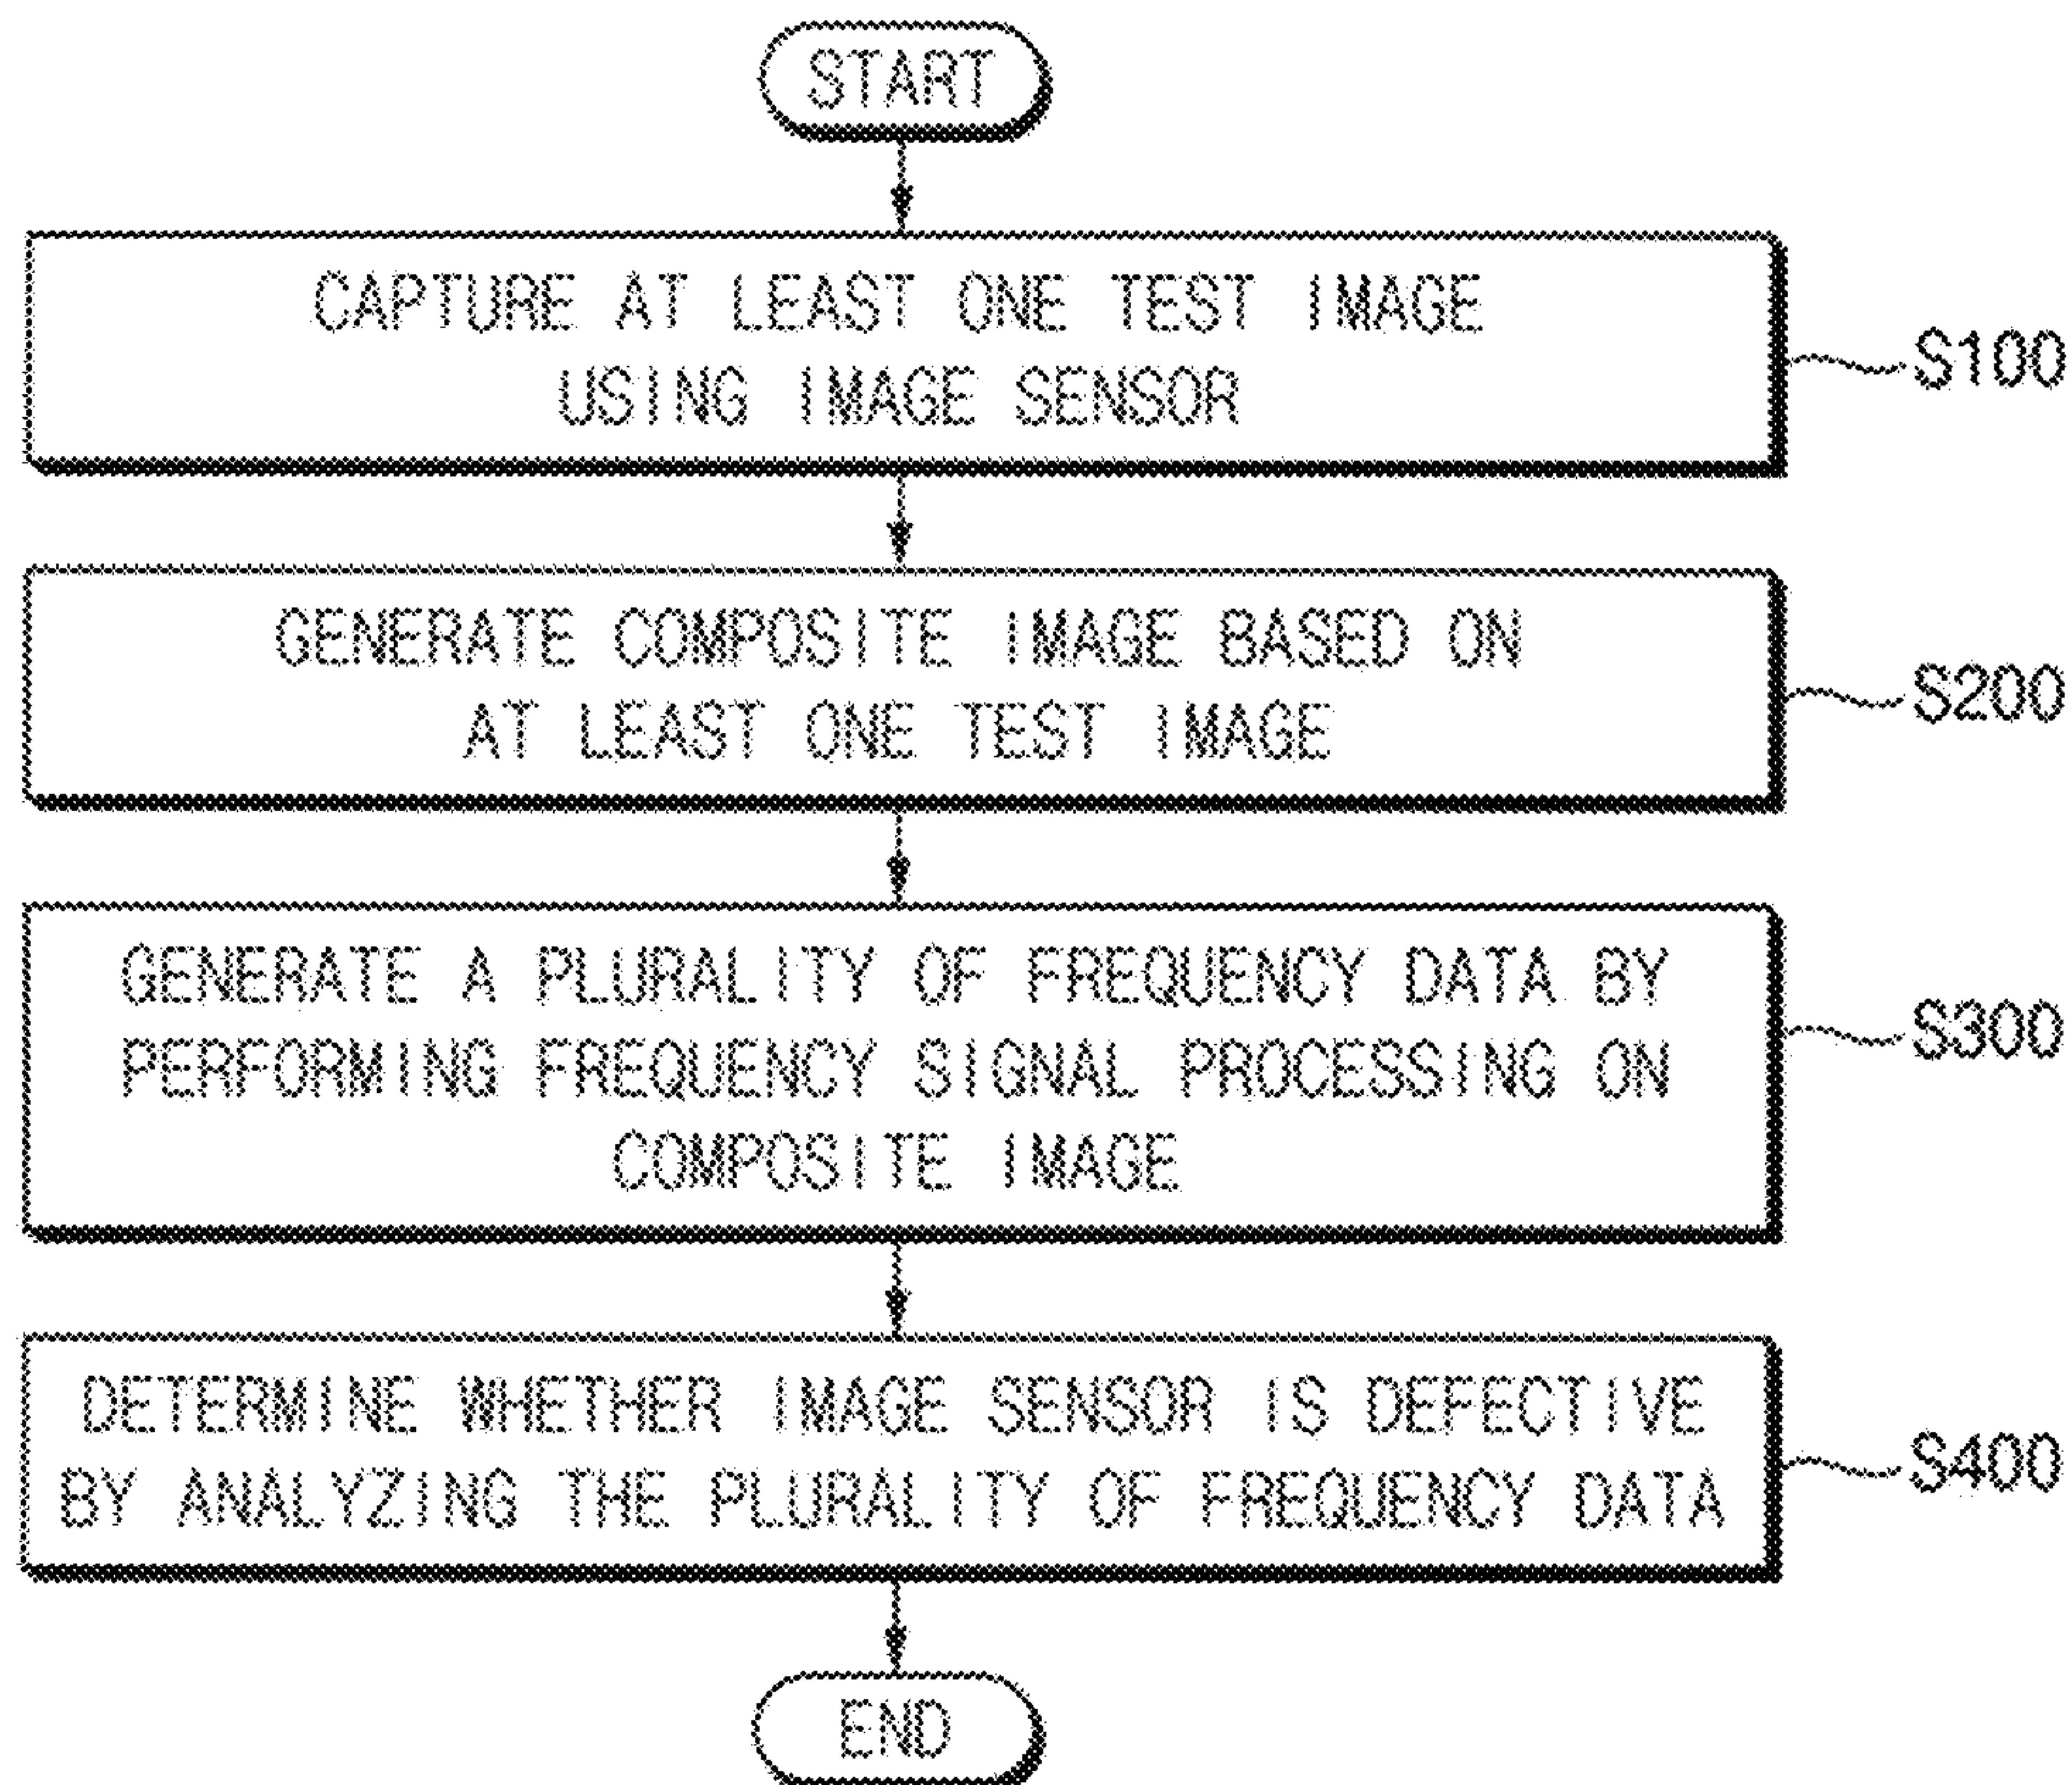 START
CAPTURE AT LEAST ONE TEST IMAGE
USING IMAGE SENSOR
S100
GENERATE COMPOSITE IMAGE BASED ON
AT LEAST ONE TEST IMAGE
S200
GENERATE A PLURALITY OF FREQUENCY DATA BY
PERFORMING FREQUENCY SIGNAL PROCESSING ON
COMPOSITE IMAGE
S300
DETERMINE WHETHER IMAGE SENSOR IS DEFECTIVE
BY ANALYZING THE PLURALITY OF FREQUENCY DATA
S400
END